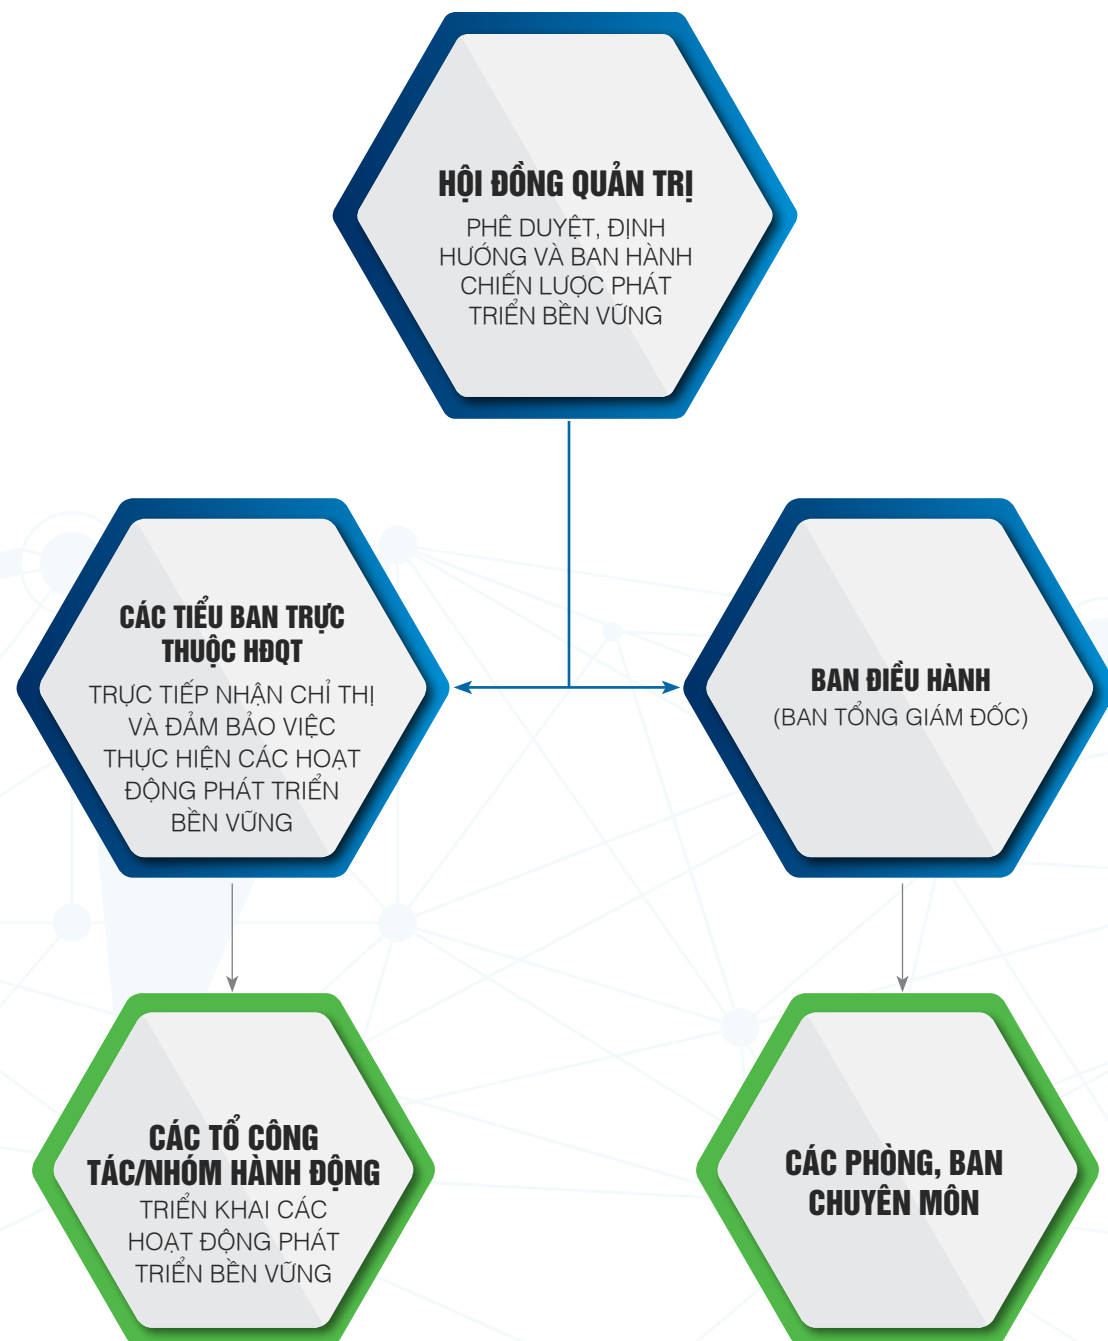 HỘI ĐỒNG QUẢN TRỊ
PHÊ DUYỆT, ĐỊNH
HƯỚNG VÀ BAN HÀNH
CHIẾN LƯỢC PHÁT
TRIỂN BỀN VỮNG
CÁC TIỂU BAN TRỰC
THUỘC HĐQT
TRỰC TIẾP NHẬN CHỈ THỊ
VÀ ĐẢM BẢO VIỆC
THỰC HIỆN CÁC HOẠT
ĐỘNG PHÁT TRIỂN
BỀN VỮNG
BAN ĐIỀU HÀNH
(BAN TỔNG GIÁM ĐỐC)
CÁC TỔ CÔNG
TÁC/NHÓM HÀNH ĐỘNG
TRIỂN KHAI CÁC
HOẠT ĐỘNG PHÁT
TRIỂN BỀN VỮNG
CÁC PHÒNG, BAN
CHUYÊN MÔN